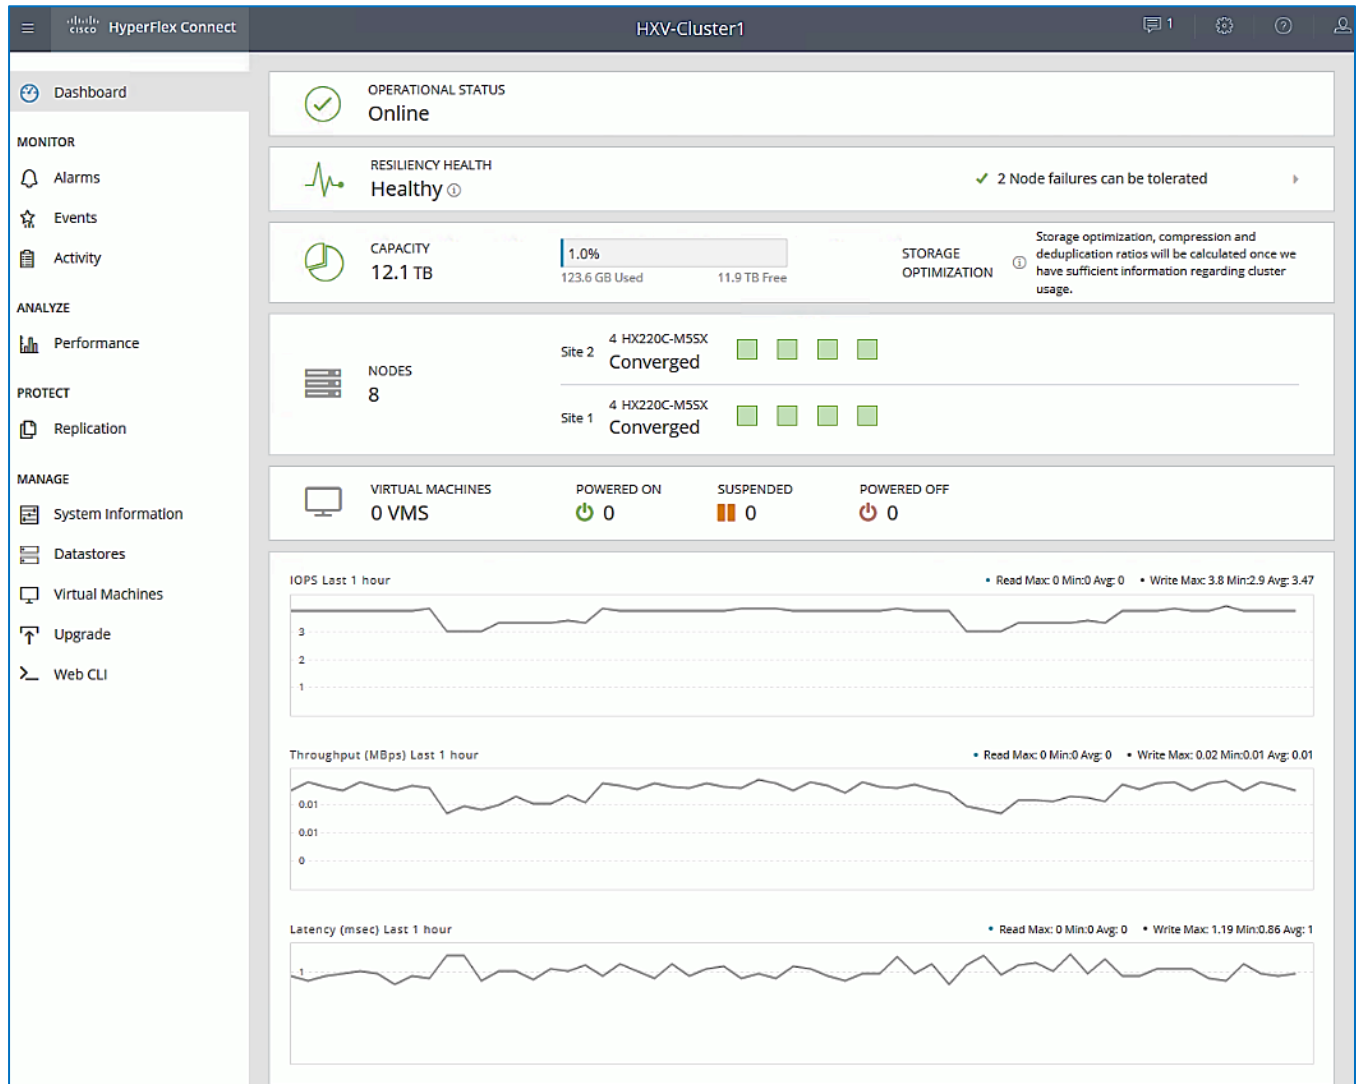 cisco HyperFlex Connect
HXV-Cluster1
1
Dashboard
MONITOR
Alarms
Events
Activity
ANALYZE
Performance
PROTECT
Replication
MANAGE
System Information
Datastores
Virtual Machines
Upgrade
Web CLI
OPERATIONAL STATUS
Online
RESILIENCY HEALTH
Healthy
2 Node failures can be tolerated
CAPACITY
12.1 TB
1.0%
123.6 GB Used 11.9 TB Free
STORAGE
OPTIMIZATION
Storage optimization, compression and
deduplication ratios will be calculated once we
have sufficient information regarding cluster
usage.
NODES
8
Site 2
4 HX220C-M5SX
Converged
Site 1
4 HX220C-M5SX
Converged
VIRTUAL MACHINES
0 VMS
POWERED ON
0
SUSPENDED
0
POWERED OFF
0
IOPS Last 1 hour
• Read Max: 0 Min:0 Avg: 0 • Write Max: 3.8 Min:2.9 Avg: 3.47
3
2
1
Throughput (MBps) Last 1 hour
• Read Max: 0 Min:0 Avg: 0 • Write Max: 0.02 Min:0.01 Avg: 0.01
0.01
0.01
0
Latency (msec) Last 1 hour
• Read Max: 0 Min:0 Avg: 0 • Write Max: 1.19 Min:0.86 Avg: 1
1